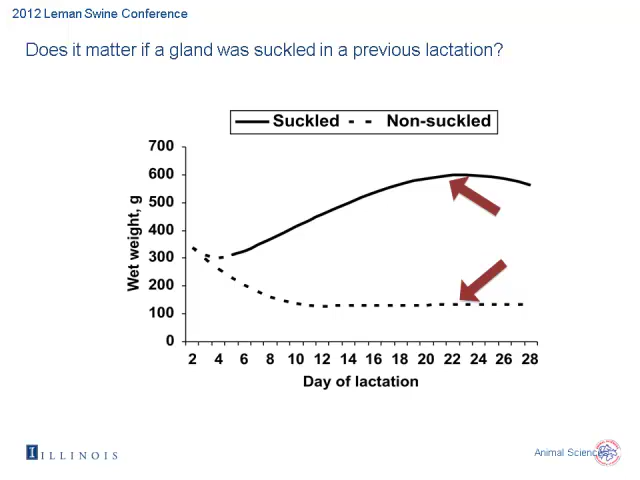 2012 Leman Swine Conference
Does it matter if a gland was suckled in a previous lactation?
Suckled Non-suckled
700
600
500
400
300
200
100
0
Wet weight, g
2 4 6 8 10 12 14 16 18 20 22 24 26 28
Day of lactation
I ILLINOIS
Animal Sciences